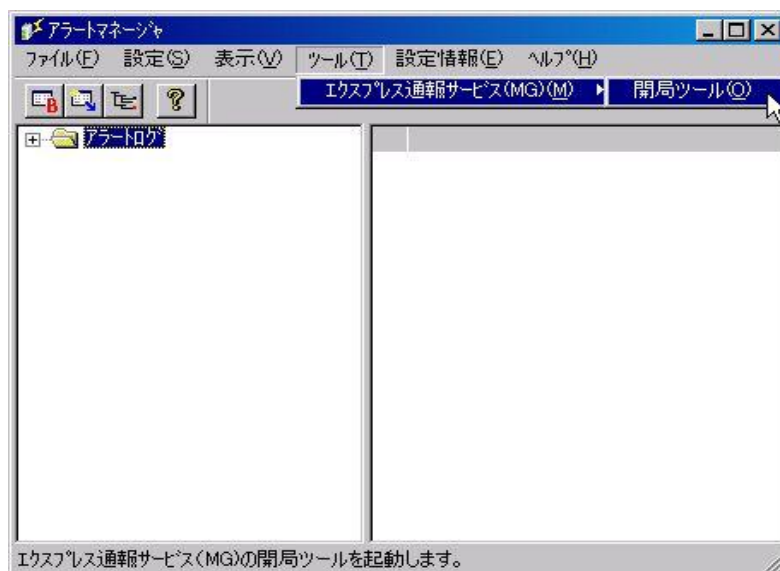 アラートマネージャ
ファイル(F) 設定(S) 表示(V) ツール(T) 設定情報(E) ヘルプ(H)
エクスプレス通報サービス(MG)(M) 開局ツール(O)
アラートログ
エクスプレス通報サービス(MG)の開局ツールを起動します。